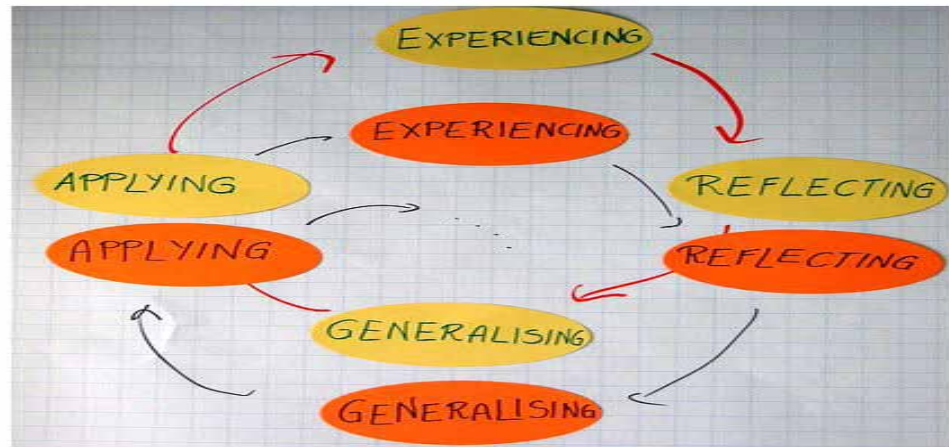 EXPERIENCING
EXPERIENCING
APPLYING
REFLECTING
APPLYING
REFLECTING
GENERALISING
GENERALISING